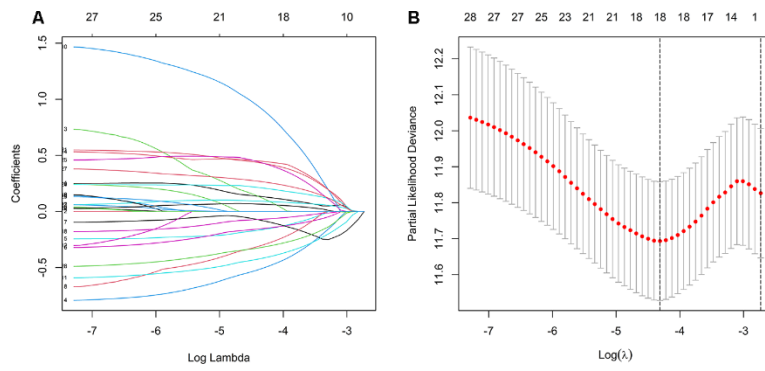 A
27 25 21 18 10
1.5
1.0
0.5
0.0
-0.5
Coefficients
-7 -6 -5 -4 -3
Log Lambda
B
28 27 27 25 23 21 21 18 18 18 17 14 1
12.2
12.1
12.0
11.9
11.8
11.7
11.6
Partial Likelihood Deviance
-7 -6 -5 -4 -3
Log(λ)